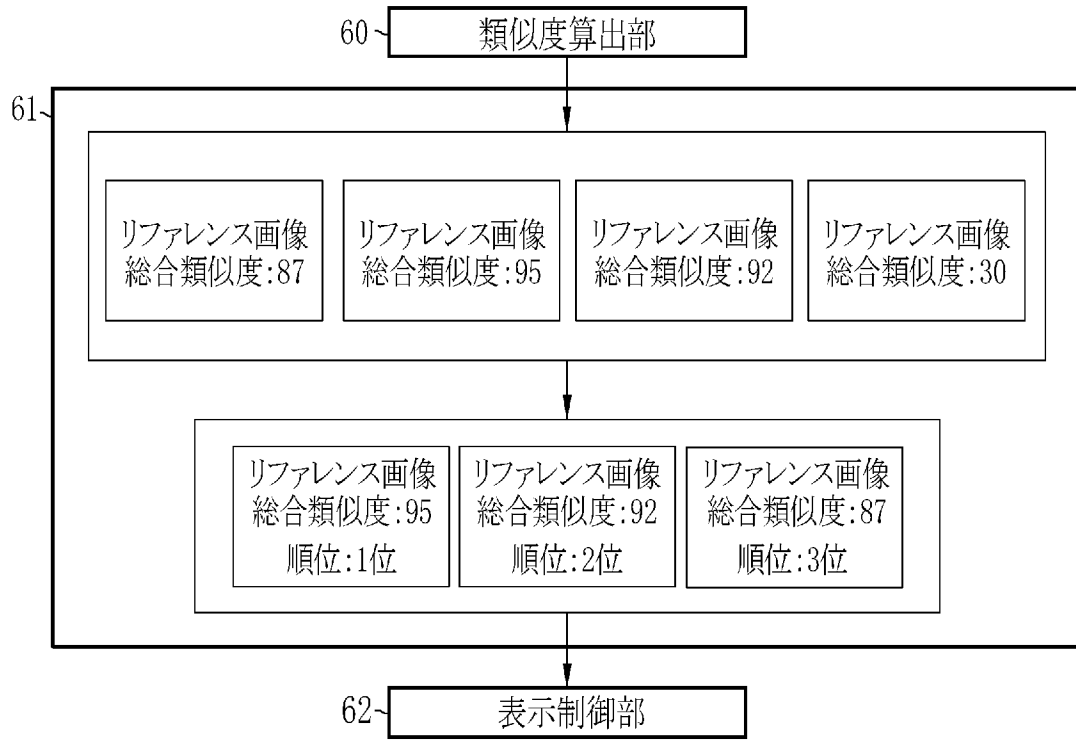 60
類似度算出部
61
リファレンス画像
総合類似度:87
リファレンス画像
総合類似度:95
リファレンス画像
総合類似度:92
リファレンス画像
総合類似度:30
リファレンス画像
総合類似度:95
順位:1位
リファレンス画像
総合類似度:92
順位:2位
リファレンス画像
総合類似度:87
順位:3位
62
表示制御部